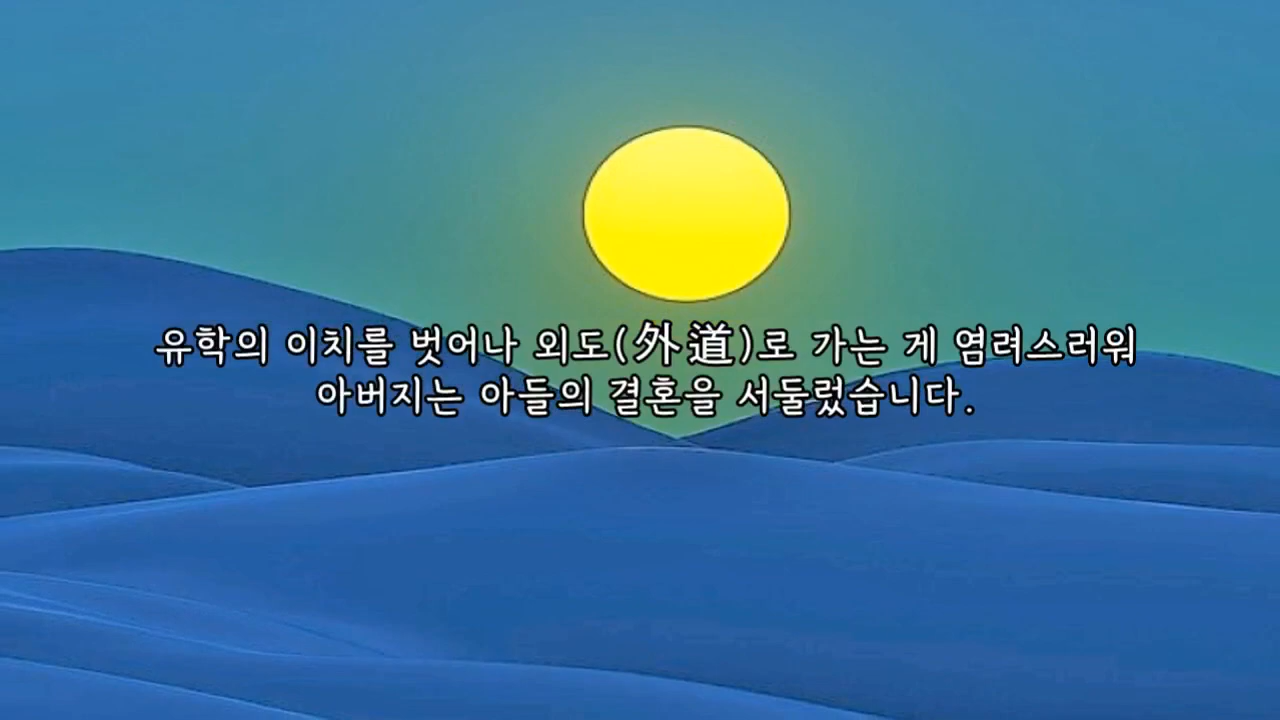 유학의 이치를 벗어나 외도(外道)로 가는 게 염려스러워
아버지는 아들의 결혼을 서둘렀습니다.